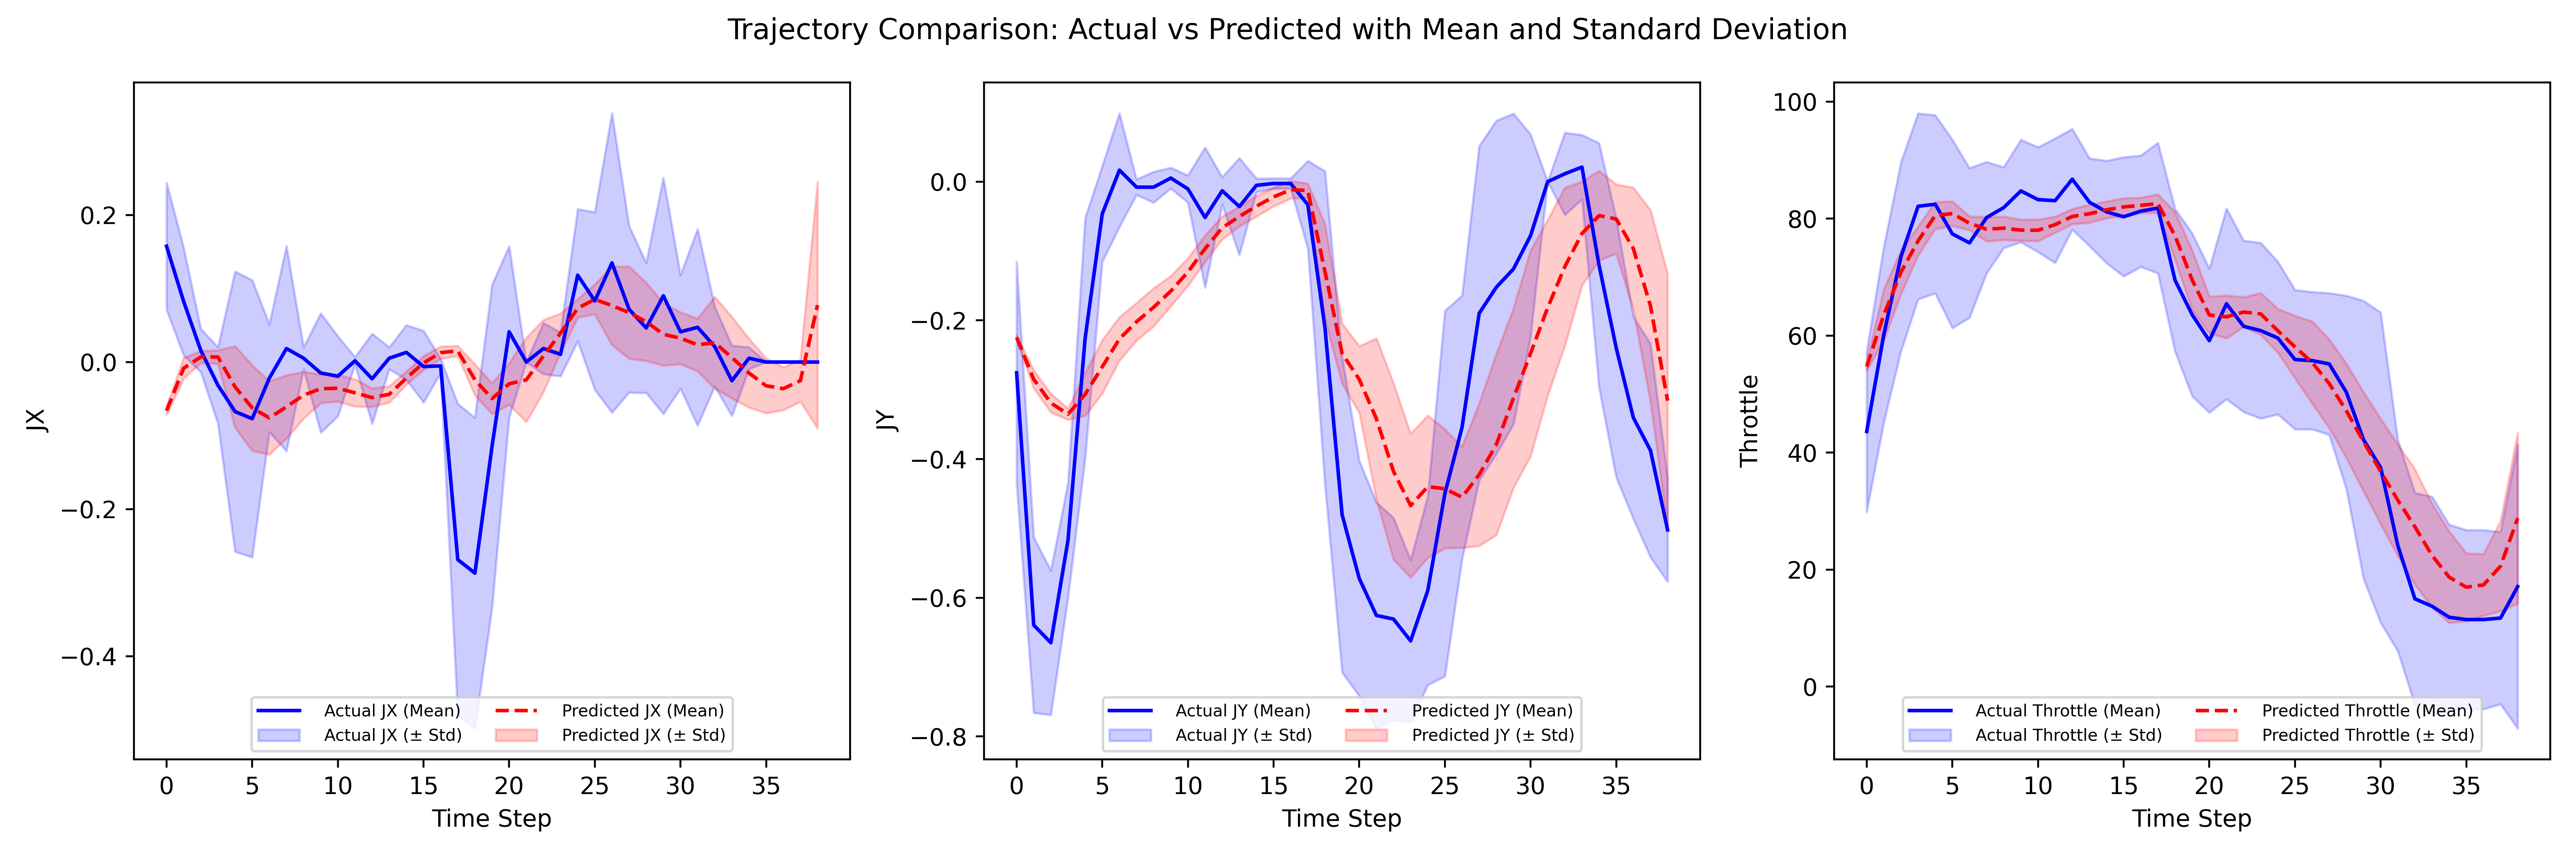 Trajectory Comparison: Actual vs Predicted with Mean and Standard Deviation
JX
0.2
0.0
−0.2
−0.4
Actual JX (Mean)
Actual JX (± Std)
Predicted JX (Mean)
Predicted JX (± Std)
0 5 10 15 20 25 30 35
Time Step
JY
0.0
−0.2
−0.4
−0.6
−0.8
Actual JY (Mean)
Actual JY (± Std)
Predicted JY (Mean)
Predicted JY (± Std)
0 5 10 15 20 25 30 35
Time Step
Throttle
100
80
60
40
20
0
Actual Throttle (Mean)
Actual Throttle (± Std)
Predicted Throttle (Mean)
Predicted Throttle (± Std)
0 5 10 15 20 25 30 35
Time Step